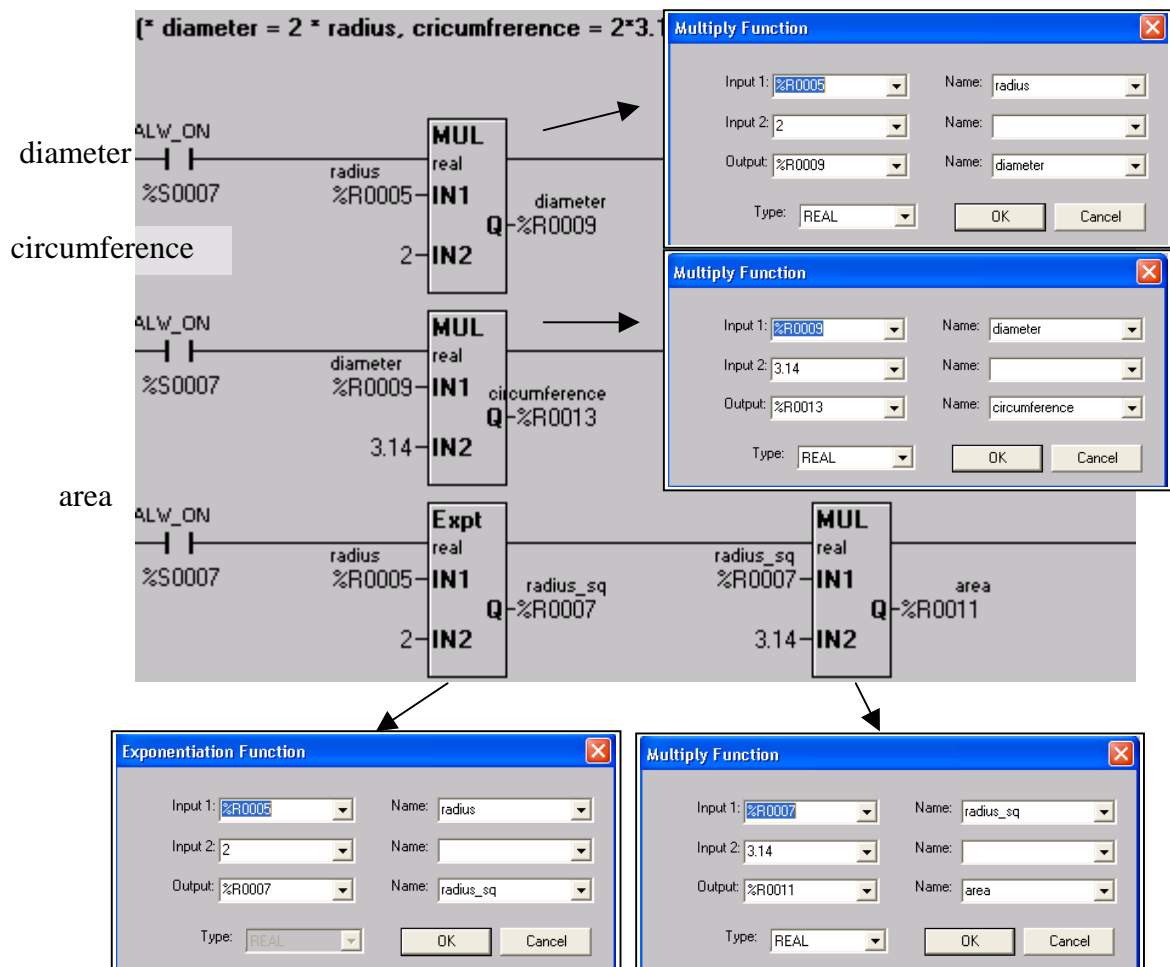 (* diameter = 2 * radius, cricumfrerence = 2*3.1
Multiply Function
Input 1: %R0005 Name: radius
Input 2: 2 Name:
Output: %R0009 Name: diameter
Type: REAL OK Cancel
diameter
ALW_ON
%S0007
MUL
real
radius
%R0005 IN1
diameter
Q %R0009
2 IN2
circumference
Multiply Function
Input 1: %R0009 Name: diameter
Input 2: 3.14 Name:
Output: %R0013 Name: circumference
Type: REAL OK Cancel
ALW_ON
%S0007
MUL
real
diameter
%R0009 IN1
circumference
Q %R0013
3.14 IN2
area
ALW_ON
%S0007
Expt
real
radius
%R0005 IN1
radius_sq
Q %R0007
2 IN2
MUL
real
radius_sq
%R0007 IN1
area
Q %R0011
3.14 IN2
Exponentiation Function
Input 1: %R0005 Name: radius
Input 2: 2 Name:
Output: %R0007 Name: radius_sq
Type: REAL OK Cancel
Multiply Function
Input 1: %R0007 Name: radius_sq
Input 2: 3.14 Name:
Output: %R0011 Name: area
Type: REAL OK Cancel